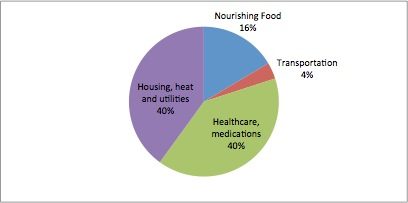 Nourishing Food
16%
Transportation
4%
Housing, heat
and utilities
40%
Healthcare,
medications
40%